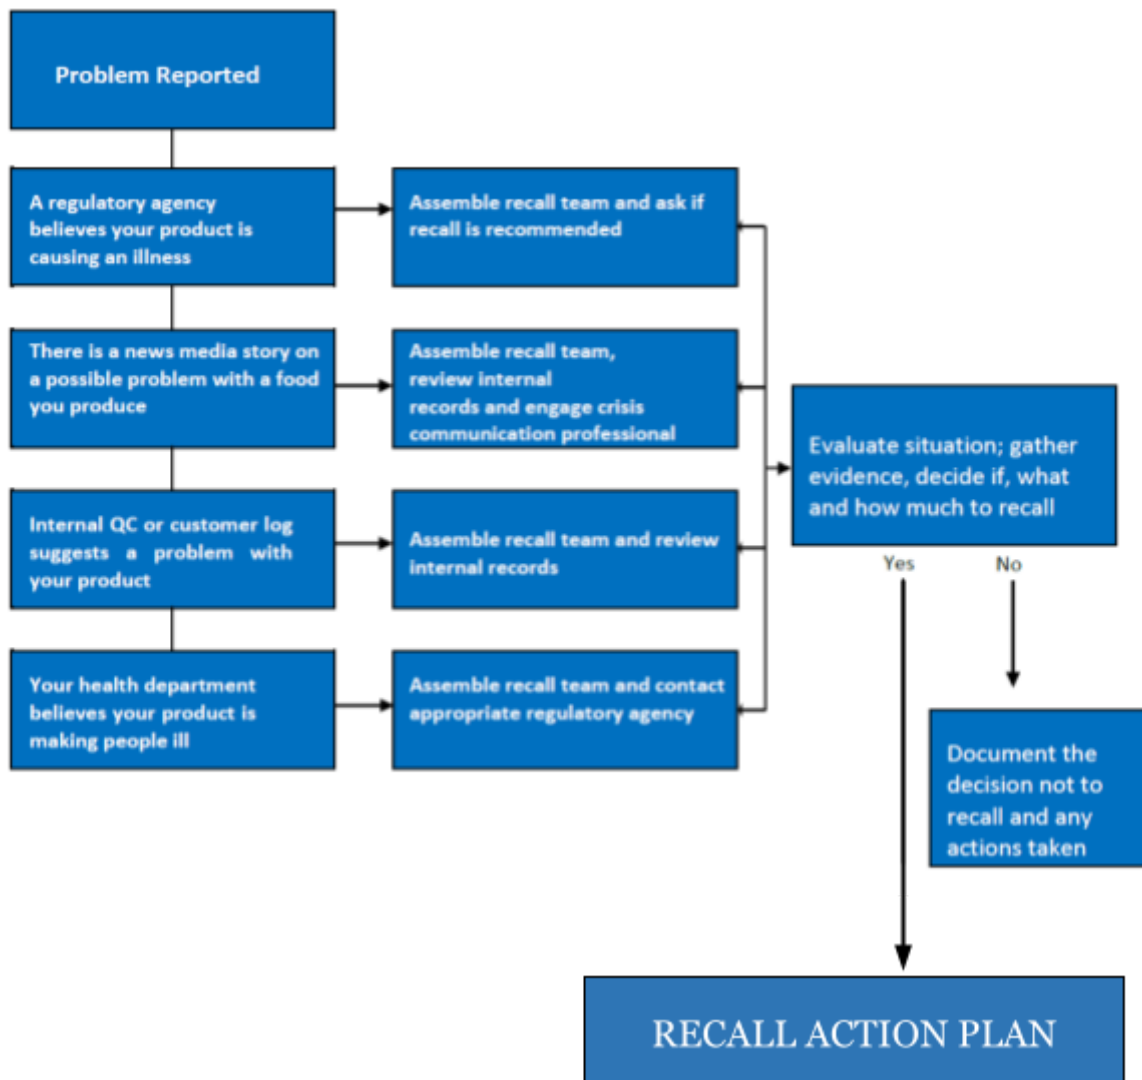 Problem Reported
A regulatory agency
believes your product is
causing an illness
Assemble recall team and ask if
recall is recommended
There is a news media story on
a possible problem with a food
you produce
Assemble recall team,
review internal
records and engage crisis
communication professional
Evaluate situation; gather
evidence, decide if, what
and how much to recall
Internal QC or customer log
suggests a problem with
your product
Assemble recall team and review
internal records
Yes
No
Your health department
believes your product is
making people ill
Assemble recall team and contact
appropriate regulatory agency
Document the
decision not to
recall and any
actions taken
RECALL ACTION PLAN